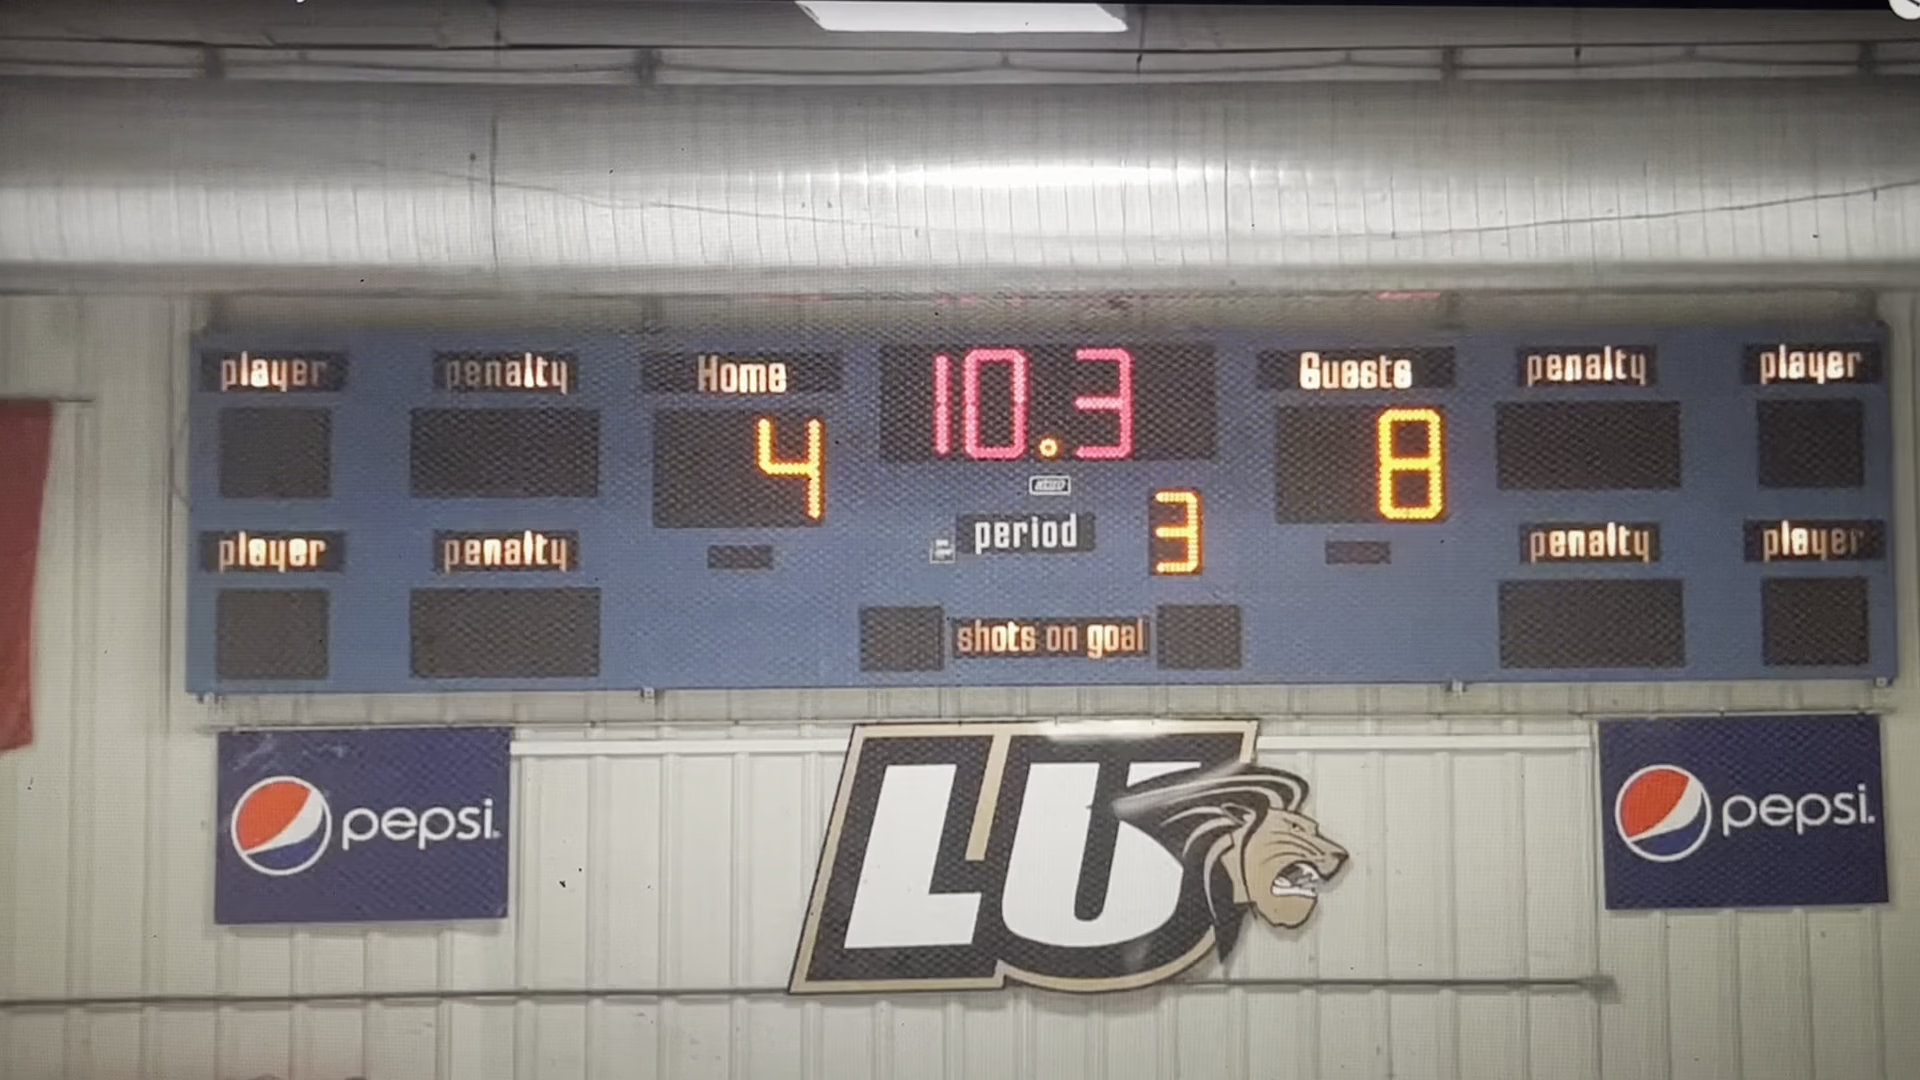 player penalty Home 10.3 Guests penalty player
4 8
period 3
player penalty penalty player
shots on goal
pepsi. LU pepsi.